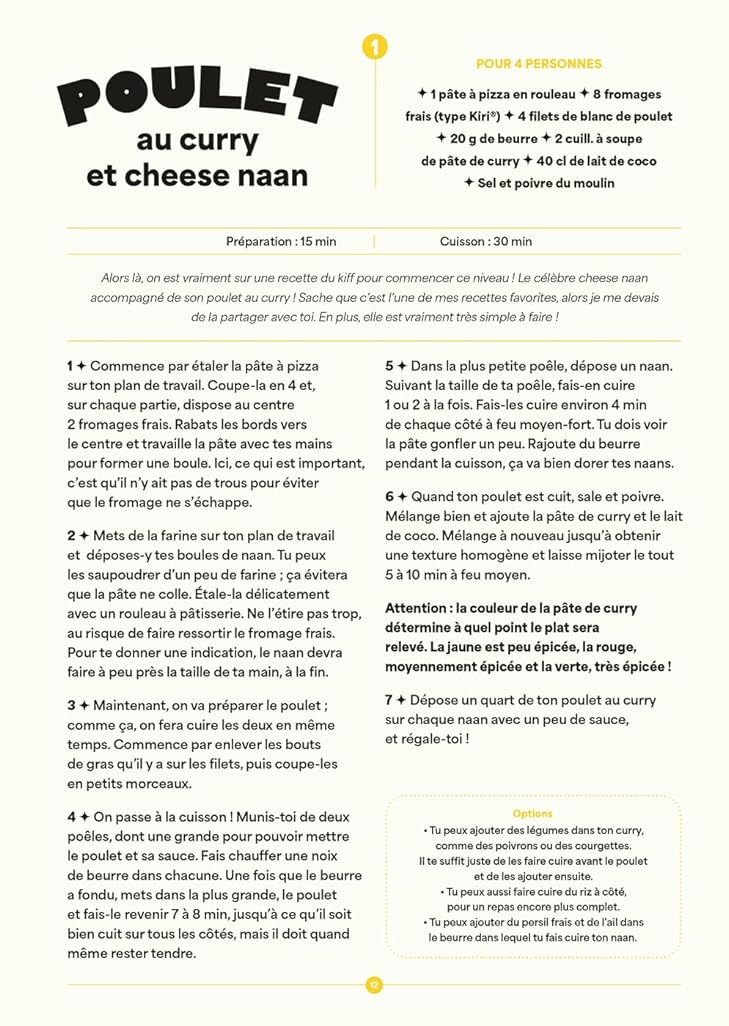 POULET
au curry
et cheese naan
1
POUR 4 PERSONNES
✦ 1 pâte à pizza en rouleau ✦ 8 fromages
frais (type Kiri®) ✦ 4 filets de blanc de poulet
✦ 20 g de beurre ✦ 2 cuill. à soupe
de pâte de curry ✦ 40 cl de lait de coco
✦ Sel et poivre du moulin
Préparation : 15 min
Cuisson : 30 min
Alors là, on est vraiment sur une recette du kiff pour commencer ce niveau ! Le célèbre cheese naan
accompagné de son poulet au curry ! Sache que c'est l'une de mes recettes favorites, alors je me devais
de la partager avec toi. En plus, elle est vraiment très simple à faire !
1 ✦ Commence par étaler la pâte à pizza
sur ton plan de travail. Coupe-la en 4 et,
sur chaque partie, dispose au centre
2 fromages frais. Rabats les bords vers
le centre et travaille la pâte avec tes mains
pour former une boule. Ici, ce qui est important,
c'est qu'il n'y ait pas de trous pour éviter
que le fromage ne s'échappe.
2 ✦ Mets de la farine sur ton plan de travail
et déposes-y tes boules de naan. Tu peux
les saupoudrer d'un peu de farine ; ça évitera
que la pâte ne colle. Étale-la délicatement
avec un rouleau à pâtisserie. Ne l'étire pas trop,
au risque de faire ressortir le fromage frais.
Pour te donner une indication, le naan devra
faire à peu près la taille de ta main, à la fin.
3 ✦ Maintenant, on va préparer le poulet ;
comme ça, on fera cuire les deux en même
temps. Commence par enlever les bouts
de gras qu'il y a sur les filets, puis coupe-les
en petits morceaux.
4 ✦ On passe à la cuisson ! Munis-toi de deux
poêles, dont une grande pour pouvoir mettre
le poulet et sa sauce. Fais chauffer une noix
de beurre dans chacune. Une fois que le beurre
a fondu, mets dans la plus grande, le poulet
et fais-le revenir 7 à 8 min, jusqu'à ce qu'il soit
bien cuit sur tous les côtés, mais il doit quand
même rester tendre.
5 ✦ Dans la plus petite poêle, dépose un naan.
Suivant la taille de ta poêle, fais-en cuire
1 ou 2 à la fois. Fais-les cuire environ 4 min
de chaque côté à feu moyen-fort. Tu dois voir
la pâte gonfler un peu. Rajoute du beurre
pendant la cuisson, ça va bien dorer tes naans.
6 ✦ Quand ton poulet est cuit, sale et poivre.
Mélange bien et ajoute la pâte de curry et le lait
de coco. Mélange à nouveau jusqu'à obtenir
une texture homogène et laisse mijoter le tout
5 à 10 min à feu moyen.
Attention : la couleur de la pâte de curry
détermine à quel point le plat sera
relevé. La jaune est peu épicée, la rouge,
moyennement épicée et la verte, très épicée !
7 ✦ Dépose un quart de ton poulet au curry
sur chaque naan avec un peu de sauce,
et régale-toi !
Options
• Tu peux ajouter des légumes dans ton curry,
comme des poivrons ou des courgettes.
Il te suffit juste de les faire cuire avant le poulet
et de les ajouter ensuite.
• Tu peux aussi faire cuire du riz à côté,
pour un repas encore plus complet.
• Tu peux ajouter du persil frais et de l'ail dans
le beurre dans lequel tu fais cuire ton naan.
12